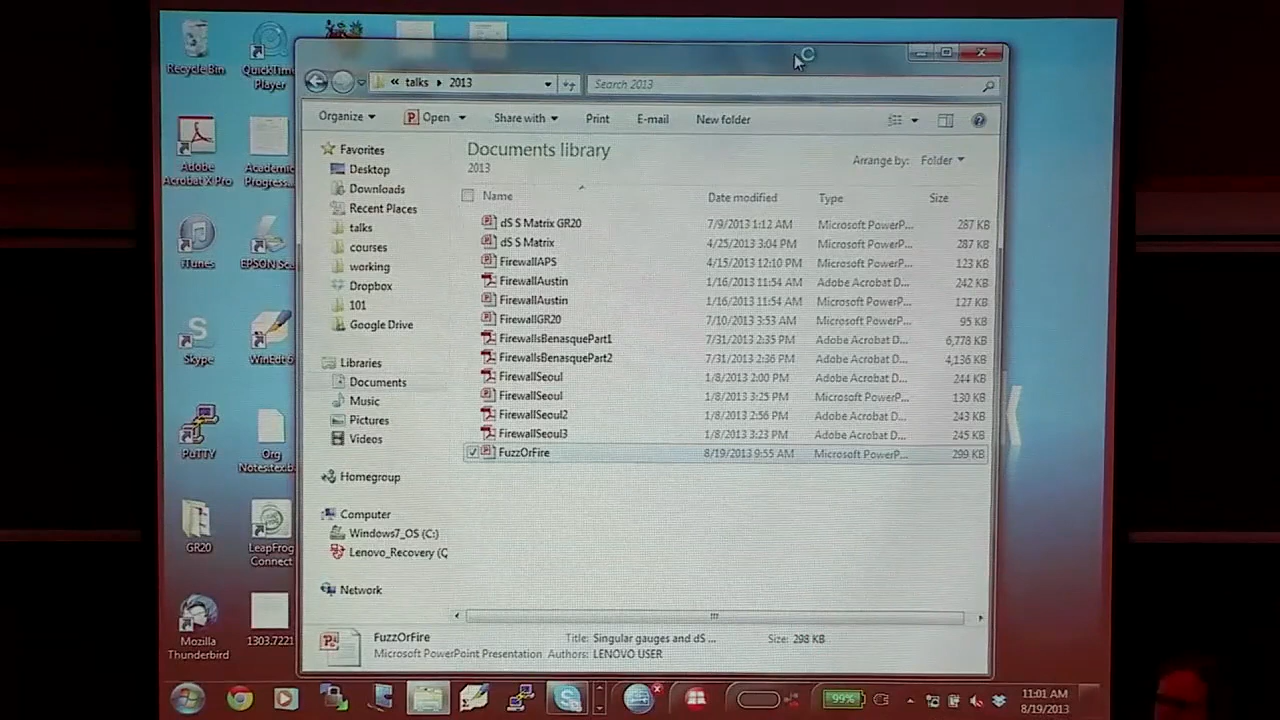 Recycle Bin
QuickTime
Player
Adobe
Acrobat X Pro
Academic
Progress...
iTunes
EPSON Sca
Skype
WinEdt 6
PuTTY
Org
Notes.tex.b
GR20
LeapFrog
Connect
Mozilla
Thunderbird
1303.7221
« talks ▸ 2013
Search 2013
Organize
Open
Share with
Print
E-mail
New folder
Favorites
Desktop
Downloads
Recent Places
talks
courses
working
Dropbox
101
Google Drive
Libraries
Documents
Music
Pictures
Videos
Homegroup
Computer
Windows7_OS (C:)
Lenovo_Recovery (Q
Network
Documents library
2013
Arrange by: Folder
Name Date modified Type Size
dS S Matrix GR20 7/9/2013 1:12 AM Microsoft PowerP... 287 KB
dS S Matrix 4/25/2013 3:04 PM Microsoft PowerP... 287 KB
FirewallAPS 4/15/2013 12:10 PM Microsoft PowerP... 123 KB
FirewallAustin 1/16/2013 11:54 AM Adobe Acrobat D... 242 KB
FirewallAustin 1/16/2013 11:54 AM Microsoft PowerP... 127 KB
FirewallGR20 7/10/2013 3:53 AM Microsoft PowerP... 95 KB
FirewallsBenasquePart1 7/31/2013 2:35 PM Adobe Acrobat D... 6,778 KB
FirewallsBenasquePart2 7/31/2013 2:36 PM Adobe Acrobat D... 4,136 KB
FirewallSeoul 1/8/2013 2:00 PM Adobe Acrobat D... 244 KB
FirewallSeoul 1/8/2013 3:25 PM Microsoft PowerP... 130 KB
FirewallSeoul2 1/8/2013 2:56 PM Adobe Acrobat D... 243 KB
FirewallSeoul3 1/8/2013 3:23 PM Adobe Acrobat D... 245 KB
FuzzOrFire 8/19/2013 9:55 AM Microsoft PowerP... 299 KB
FuzzOrFire Title: Singular gauges and dS ... Size: 298 KB
Microsoft PowerPoint Presentation Authors: LENOVO USER
99%
11:01 AM
8/19/2013